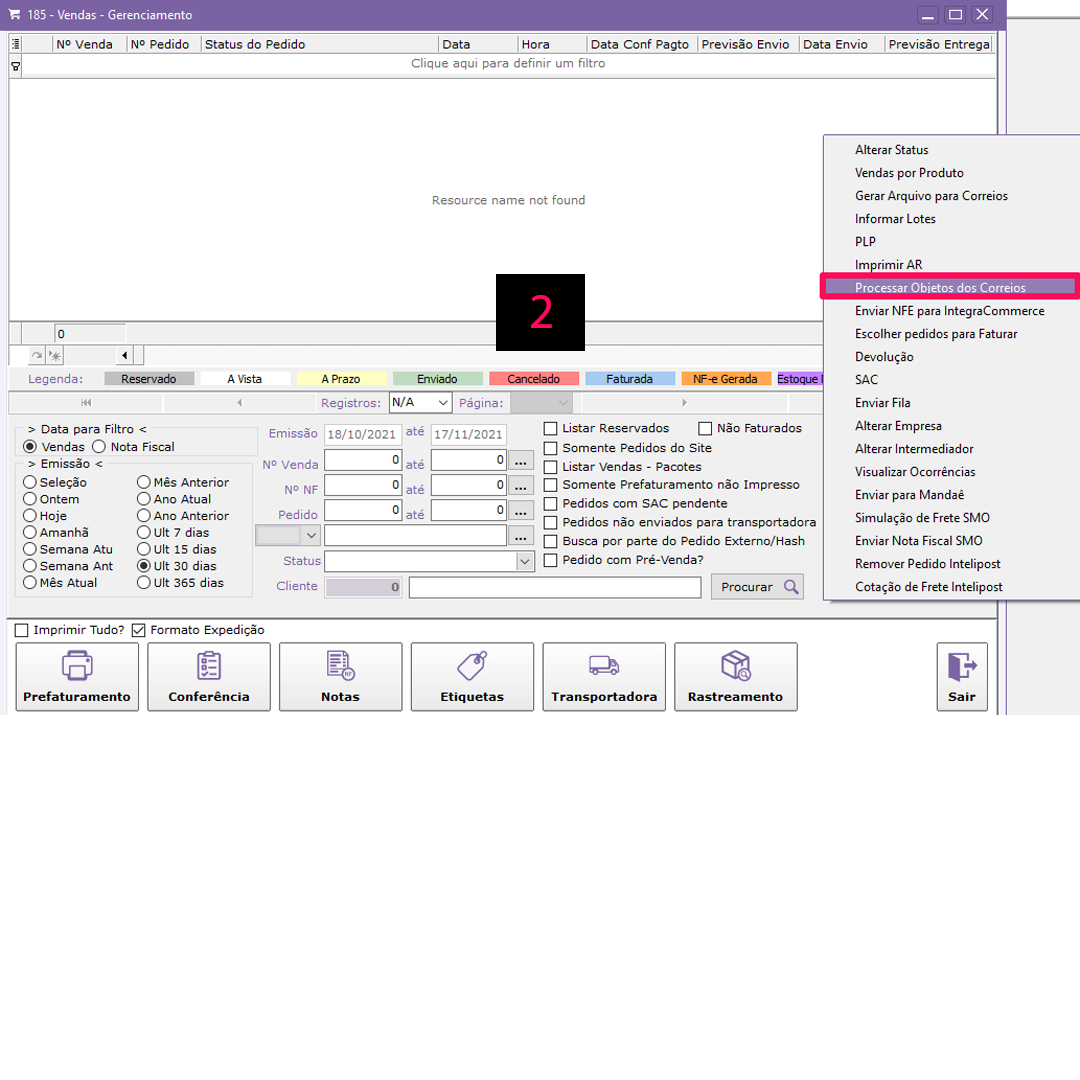 185 - Vendas - Gerenciamento
Nº Venda Nº Pedido Status do Pedido Data Hora Data Conf Pagto Previsão Envio Data Envio Previsão Entrega
Clique aqui para definir um filtro
Resource name not found
2
0
Legenda: Reservado A Vista A Prazo Enviado Cancelado Faturada NF-e Gerada Estoque
Registros: N/A Página:
Alterar Status
Vendas por Produto
Gerar Arquivo para Correios
Informar Lotes
PLP
Imprimir AR
Processar Objetos dos Correios
Enviar NFE para IntegraCommerce
Escolher pedidos para Faturar
Devolução
SAC
Enviar Fila
Alterar Empresa
Alterar Intermediador
Visualizar Ocorrências
Enviar para Mandaê
Simulação de Frete SMO
Enviar Nota Fiscal SMO
Remover Pedido Intelipost
Cotação de Frete Intelipost
> Data para Filtro <
Vendas Nota Fiscal
> Emissão <
Seleção Mês Anterior
Ontem Ano Atual
Hoje Ano Anterior
Amanhã Ult 7 dias
Semana Atu Ult 15 dias
Semana Ant Ult 30 dias
Mês Atual Ult 365 dias
Emissão 18/10/2021 até 17/11/2021
Nº Venda 0 até 0 ...
Nº NF 0 até 0 ...
Pedido 0 até 0 ...
...
Status
Cliente 0
Listar Reservados Não Faturados
Somente Pedidos do Site
Listar Vendas - Pacotes
Somente Prefaturamento não Impresso
Pedidos com SAC pendente
Pedidos não enviados para transportadora
Busca por parte do Pedido Externo/Hash
Pedido com Pré-Venda?
Procurar
Imprimir Tudo? Formato Expedição
Prefaturamento Conferência Notas Etiquetas Transportadora Rastreamento Sair